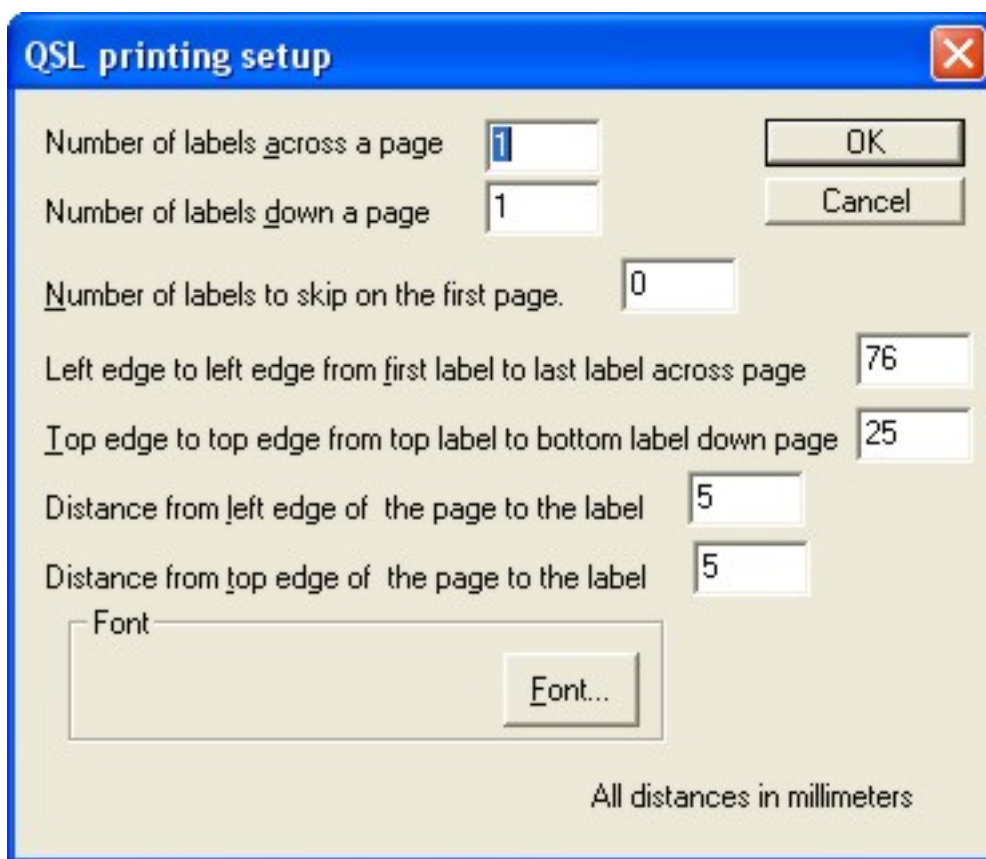 QSL printing setup
Number of labels across a page 1 OK
Number of labels down a page 1 Cancel
Number of labels to skip on the first page. 0
Left edge to left edge from first label to last label across page 76
Top edge to top edge from top label to bottom label down page 25
Distance from left edge of the page to the label 5
Distance from top edge of the page to the label 5
Font
Font...
All distances in millimeters